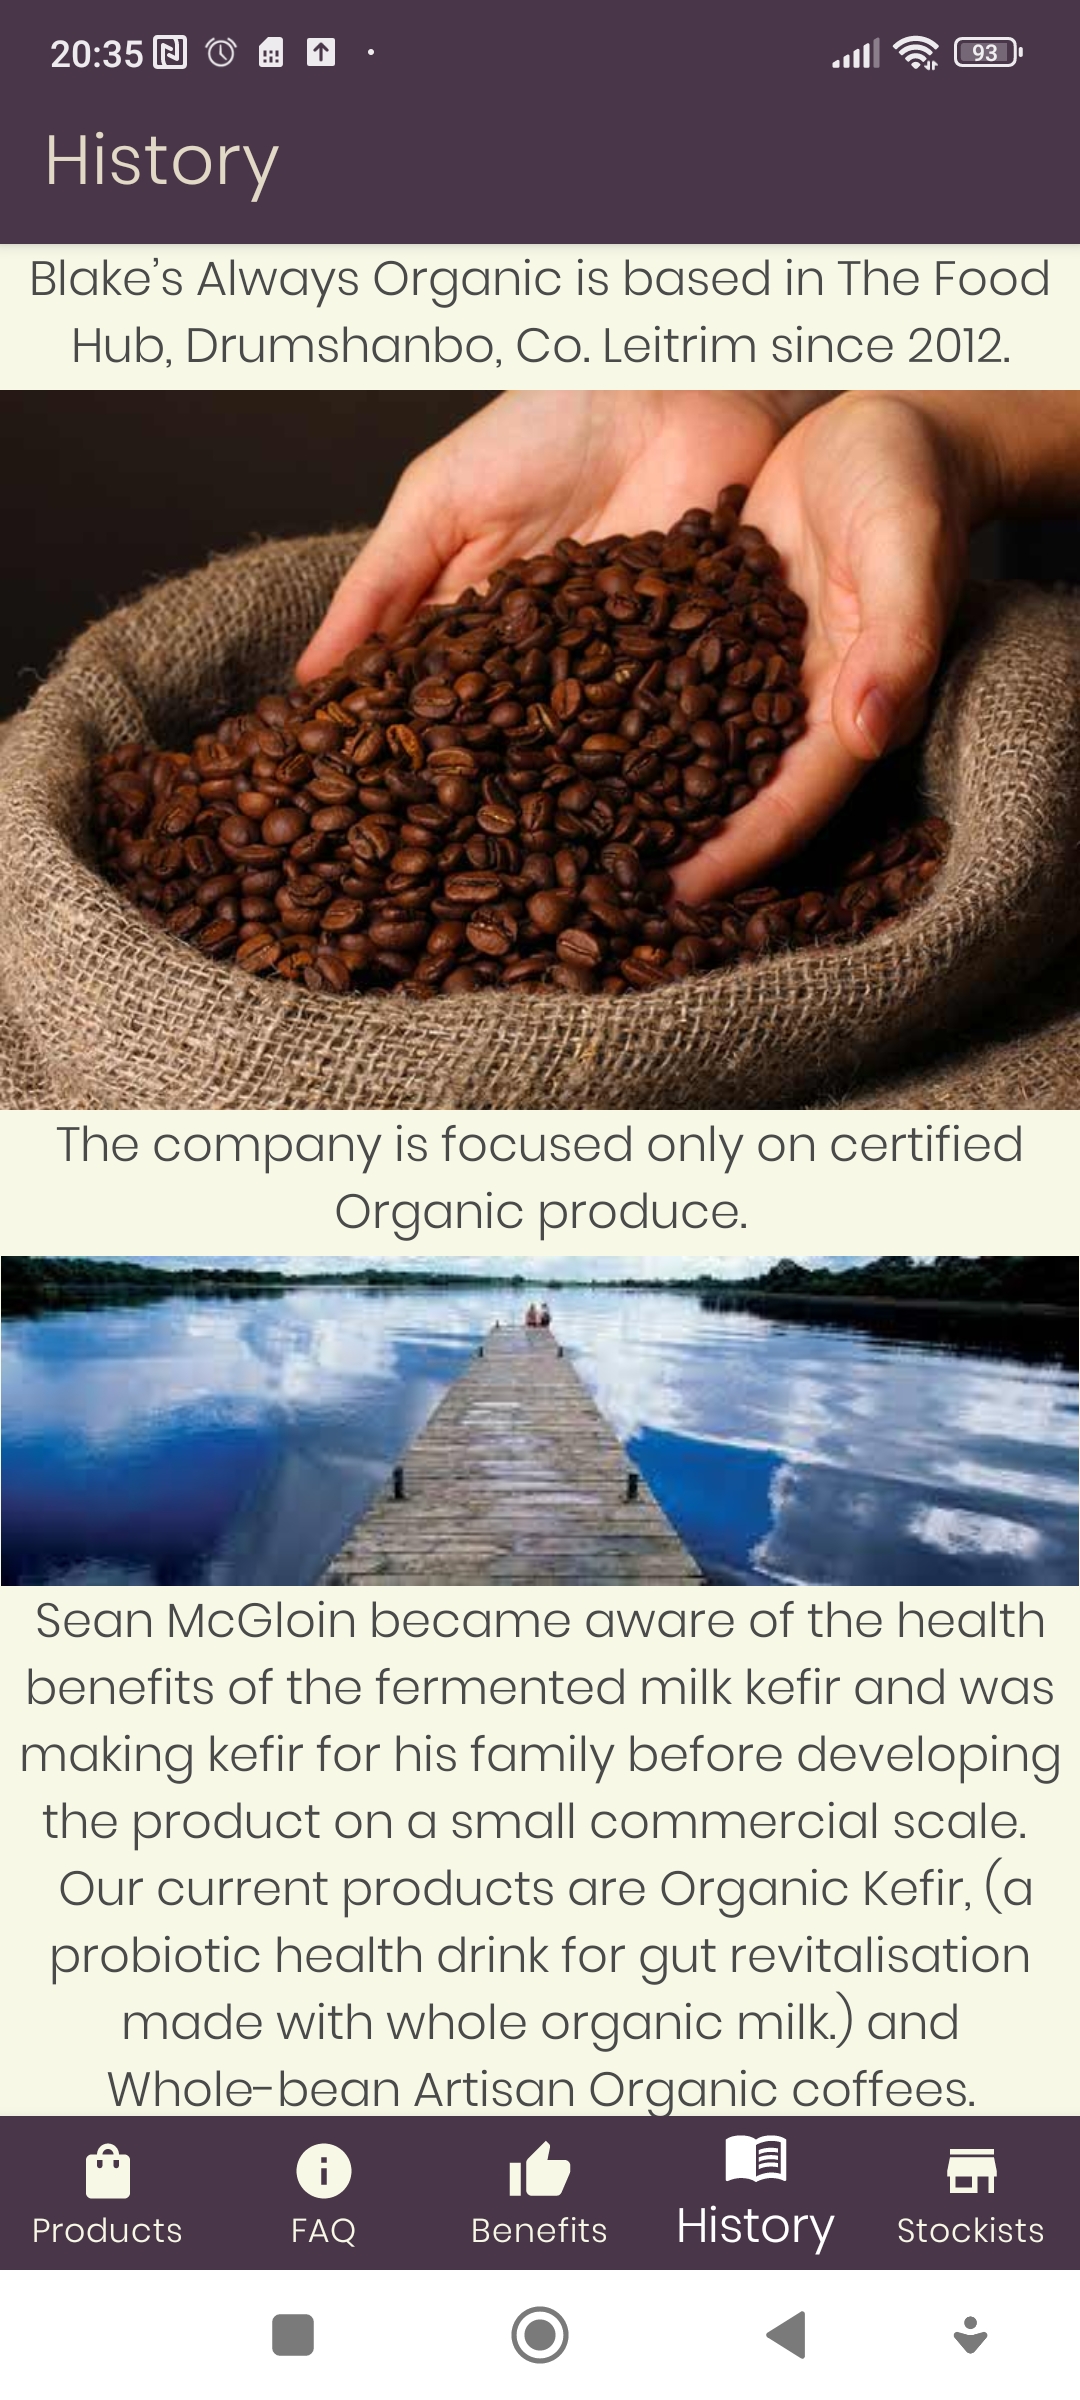 20:35
93
History
Blake’s Always Organic is based in The Food
Hub, Drumshanbo, Co. Leitrim since 2012.
The company is focused only on certified
Organic produce.
Sean McGloin became aware of the health
benefits of the fermented milk kefir and was
making kefir for his family before developing
the product on a small commercial scale.
Our current products are Organic Kefir, (a
probiotic health drink for gut revitalisation
made with whole organic milk.) and
Whole-bean Artisan Organic coffees.
Products
FAQ
Benefits
History
Stockists